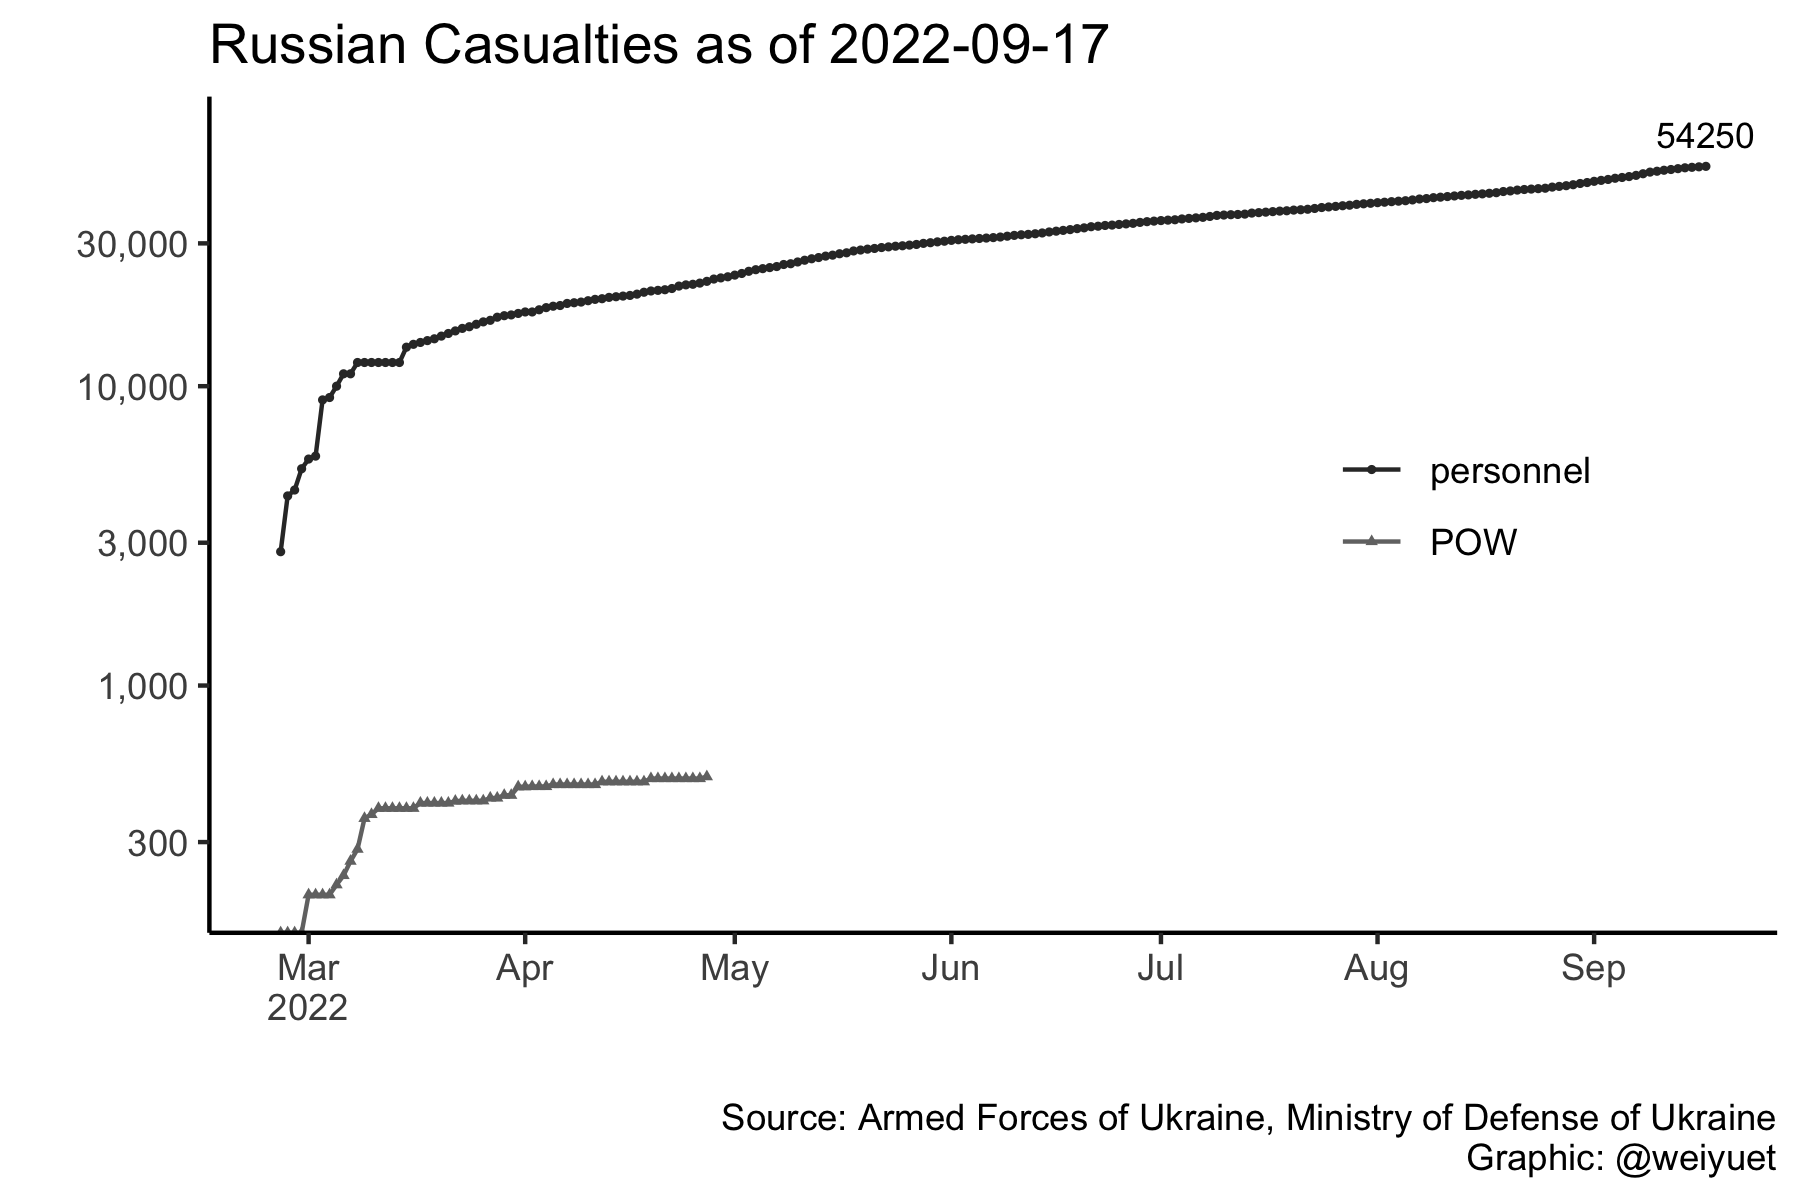 Russian Casualties as of 2022-09-17
54250
30,000
10,000
3,000
1,000
300
personnel
POW
Mar Apr May Jun Jul Aug Sep
2022
Source: Armed Forces of Ukraine, Ministry of Defense of Ukraine
Graphic: @weiyuet